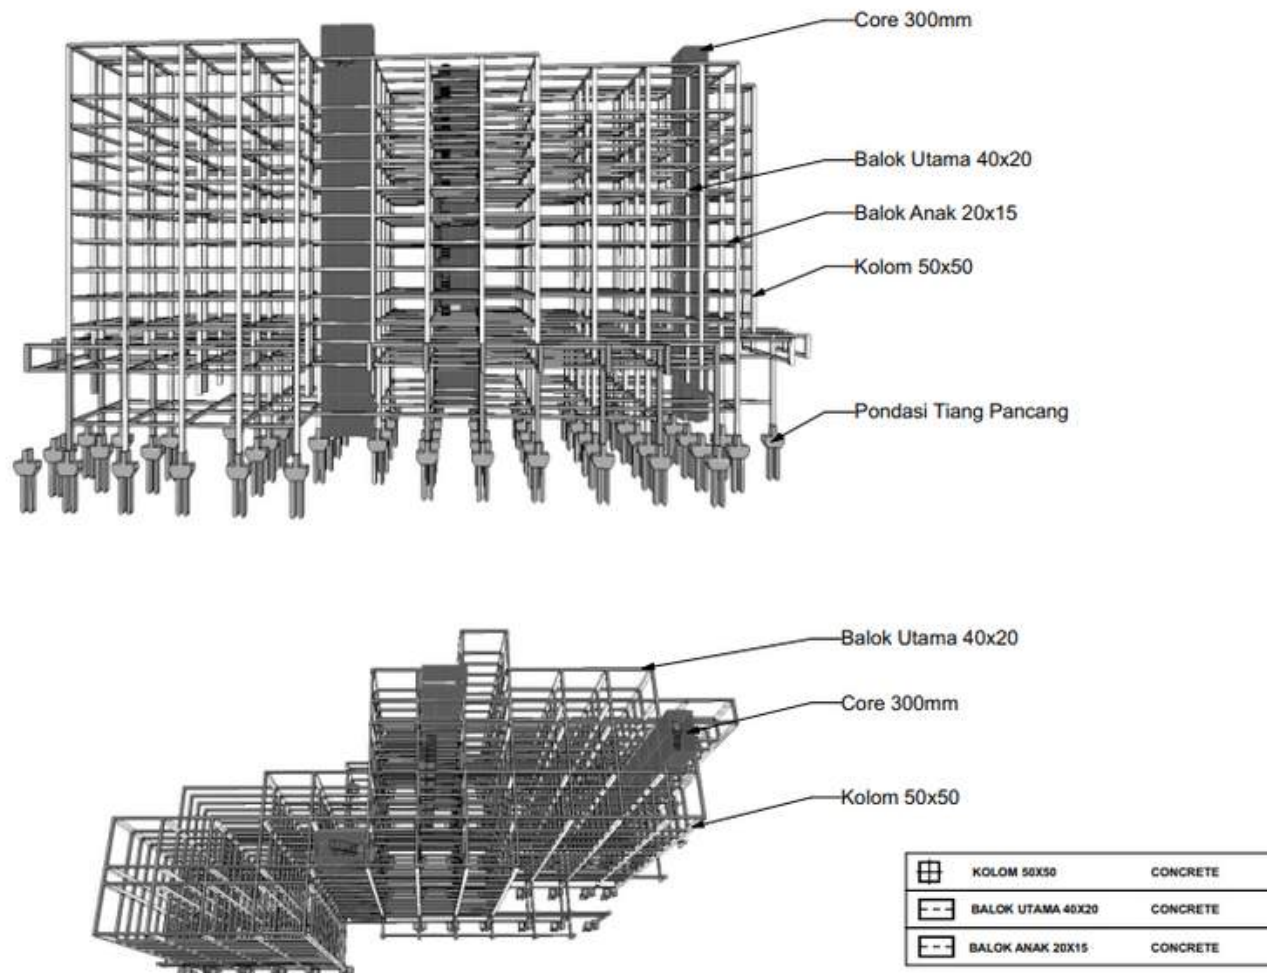 Core 300mm
Balok Utama 40x20
Balok Anak 20x15
Kolom 50x50
Pondasi Tiang Pancang
Balok Utama 40x20
Core 300mm
Kolom 50x50
KOLOM 50X50 CONCRETE
BALOK UTAMA 40X20 CONCRETE
BALOK ANAK 20X15 CONCRETE